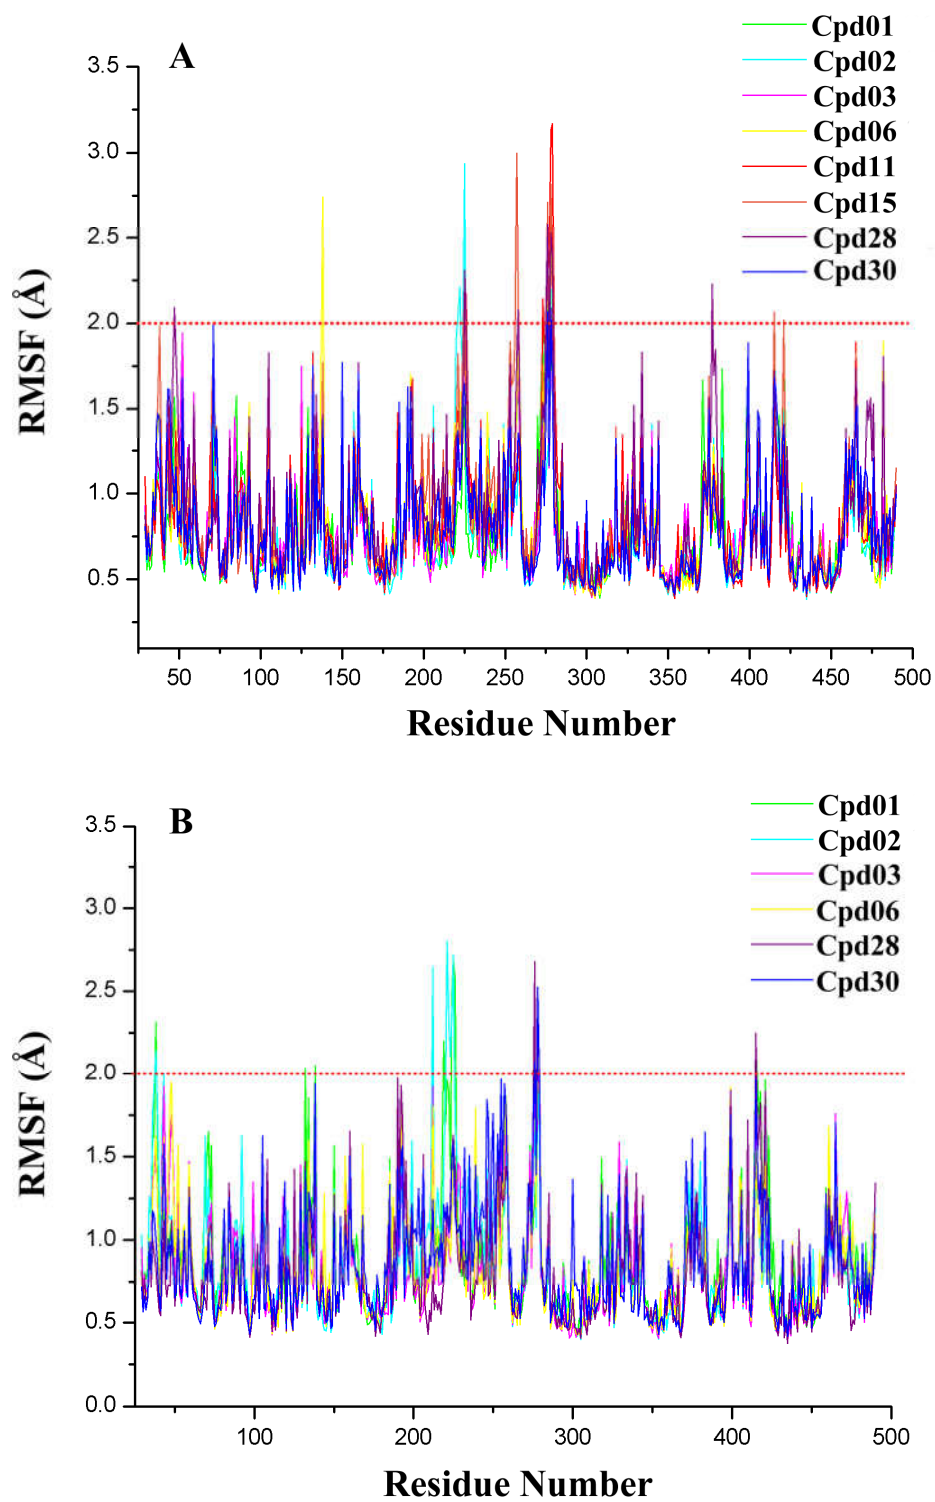 A
Cpd01
Cpd02
Cpd03
Cpd06
Cpd11
Cpd15
Cpd28
Cpd30
3.5
3.0
2.5
2.0
1.5
1.0
0.5
RMSF (Å)
50 100 150 200 250 300 350 400 450 500
Residue Number
B
Cpd01
Cpd02
Cpd03
Cpd06
Cpd28
Cpd30
3.5
3.0
2.5
2.0
1.5
1.0
0.5
0.0
RMSF (Å)
100 200 300 400 500
Residue Number